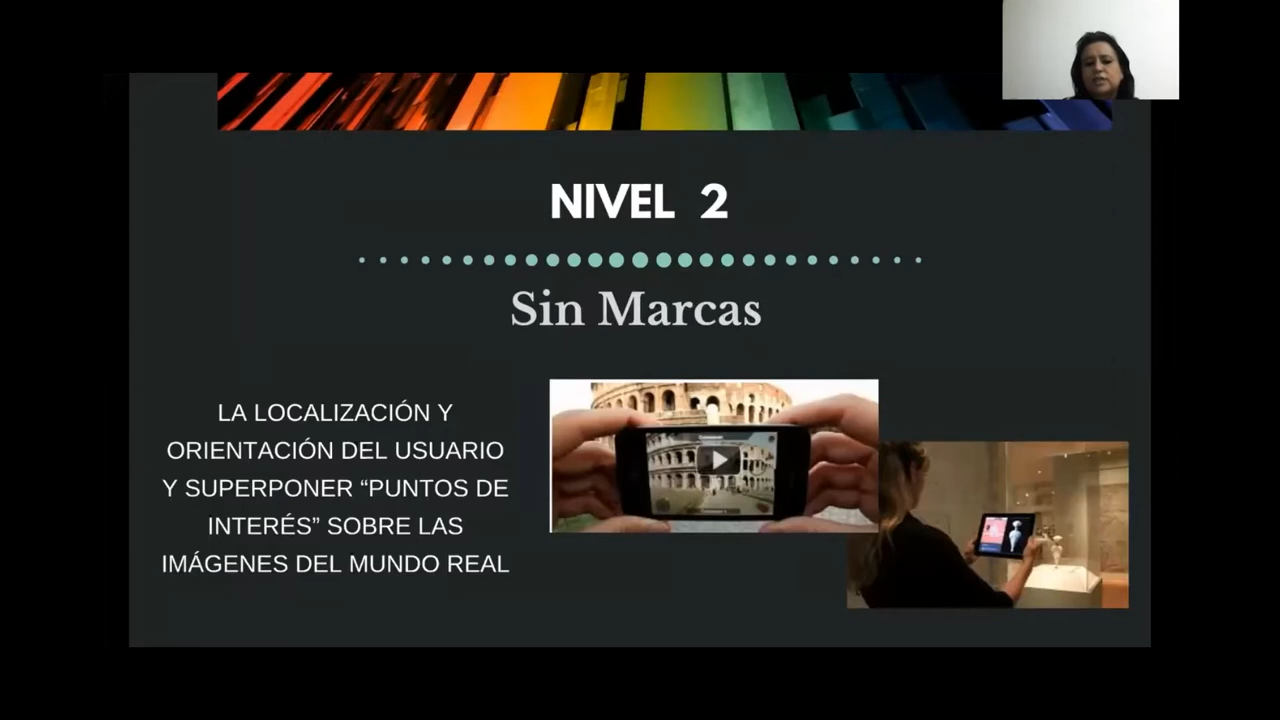 NIVEL 2
Sin Marcas
LA LOCALIZACIÓN Y
ORIENTACIÓN DEL USUARIO
Y SUPERPONER “PUNTOS DE
INTERÉS” SOBRE LAS
IMÁGENES DEL MUNDO REAL